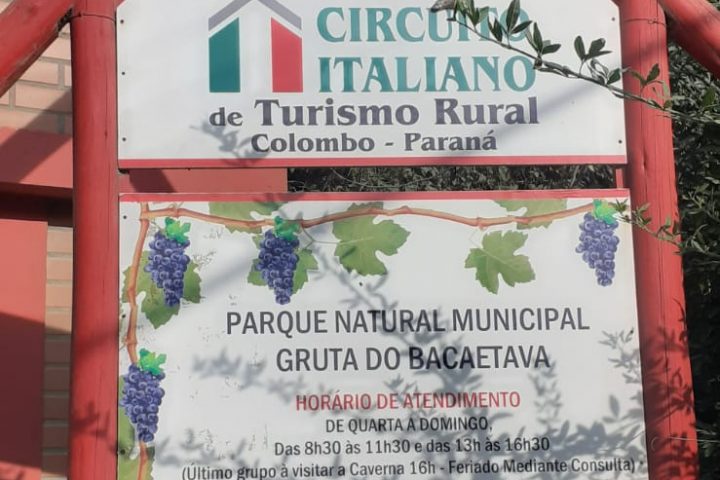 CIRCUITO
ITALIANO
de Turismo Rural
Colombo - Paraná
PARQUE NATURAL MUNICIPAL
GRUTA DO BACAETAVA
HORÁRIO DE ATENDIMENTO
DE QUARTA A DOMINGO,
Das 8h30 às 11h30 e das 13h às 16h30
(Último grupo à visitar a Caverna 16h - Feriado Mediante Consulta)